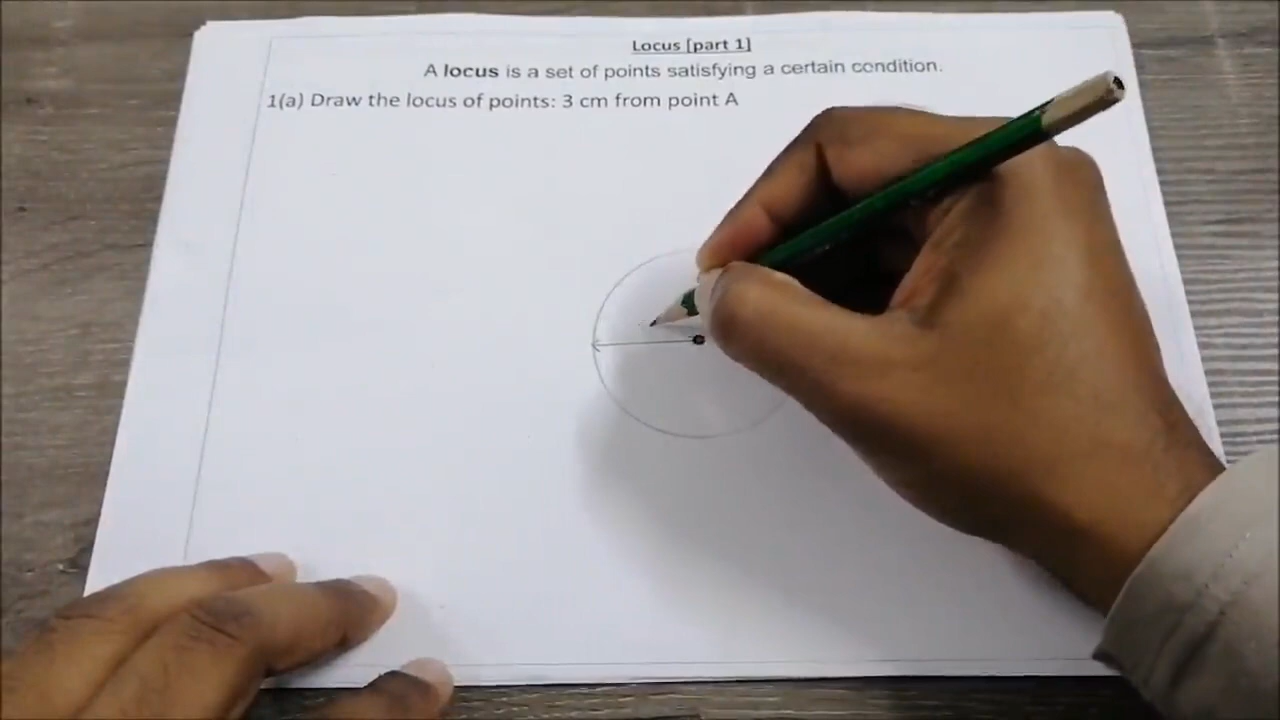 Locus [part 1]
A locus is a set of points satisfying a certain condition.
1(a) Draw the locus of points: 3 cm from point A